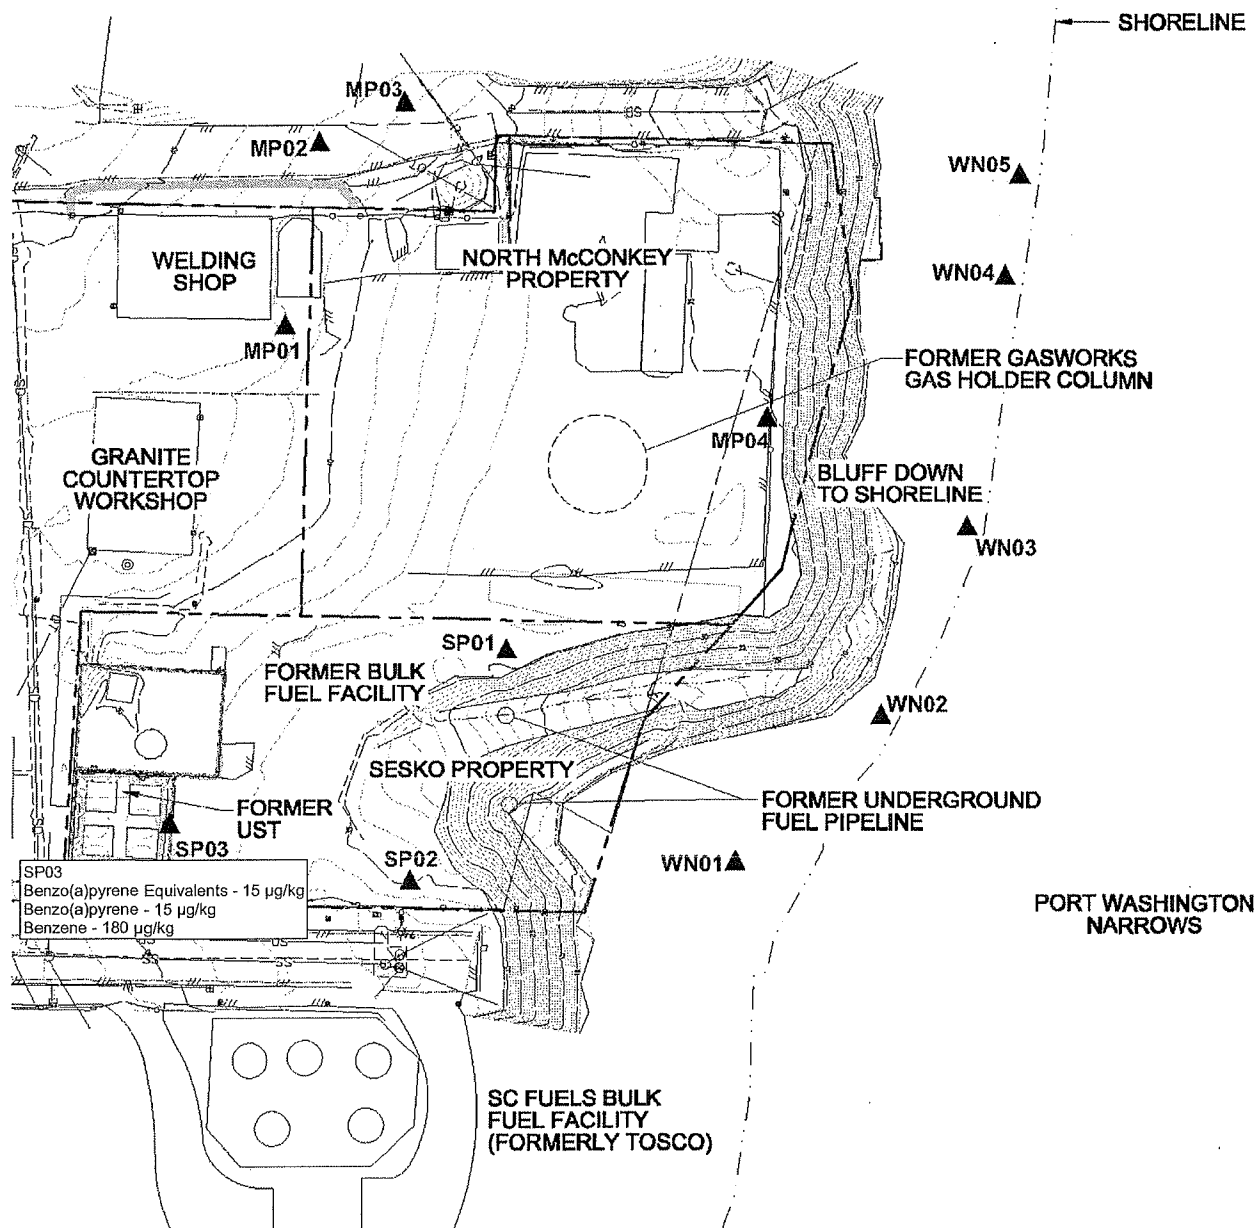 SHORELINE
MP03
MP02
WN05
WELDING
SHOP
NORTH McCONKEY
PROPERTY
WN04
MP01
FORMER GASWORKS
GAS HOLDER COLUMN
MP04
GRANITE
COUNTERTOP
WORKSHOP
BLUFF DOWN
TO SHORELINE
WN03
SP01
FORMER BULK
FUEL FACILITY
WN02
SESKO PROPERTY
FORMER
UST
FORMER UNDERGROUND
FUEL PIPELINE
SP03
SP02
WN01
SP03
Benzo(a)pyrene Equivalents - 15 µg/kg
Benzo(a)pyrene - 15 µg/kg
Benzene - 180 µg/kg
PORT WASHINGTON
NARROWS
SS
SC FUELS BULK
FUEL FACILITY
(FORMERLY TOSCO)